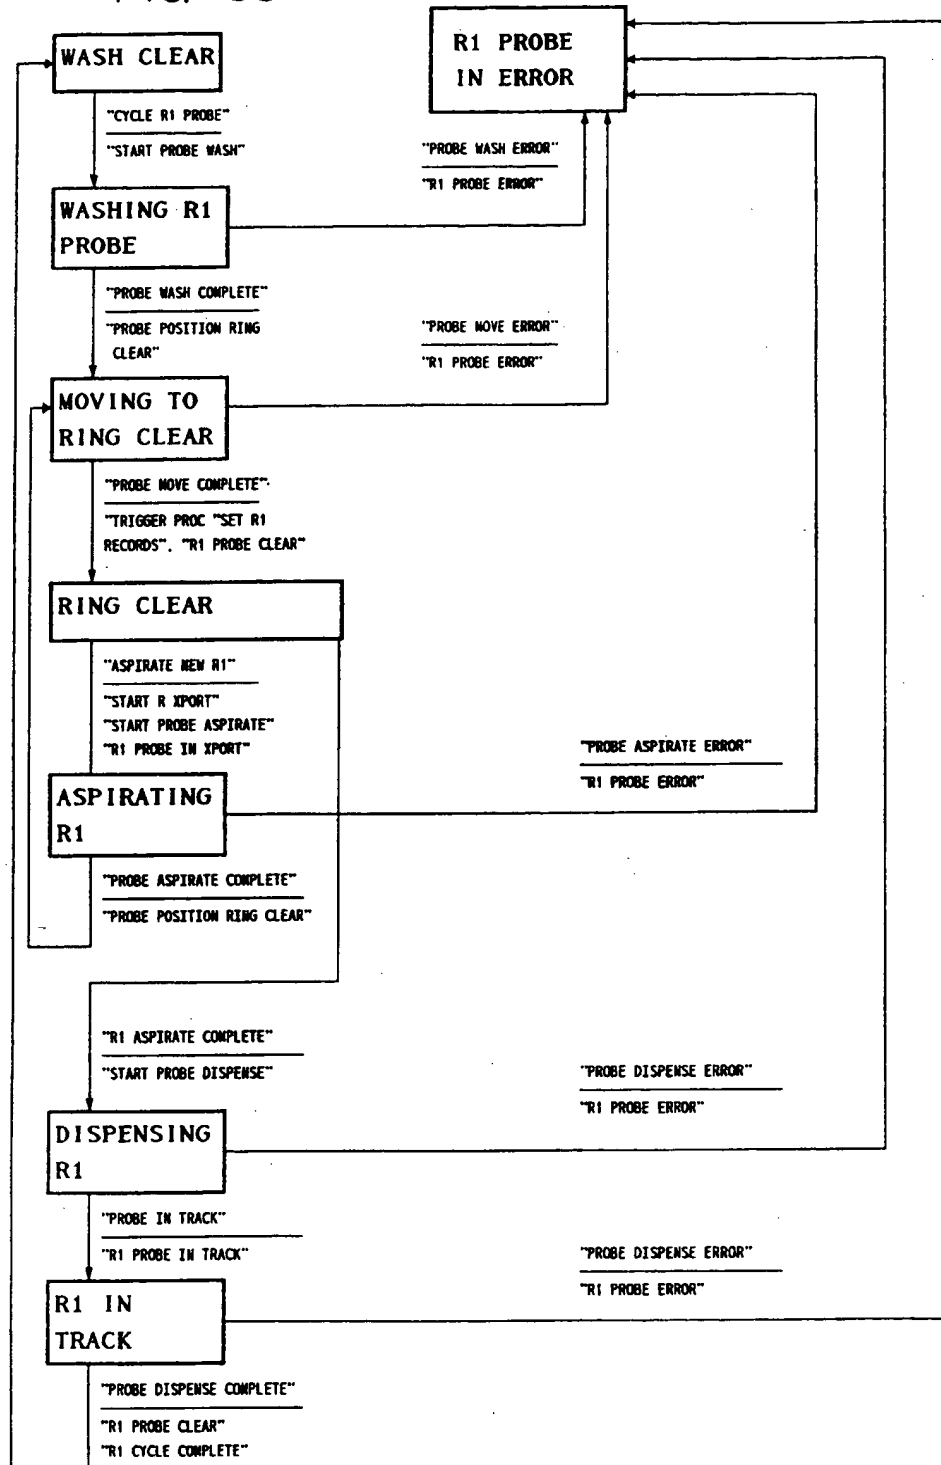 WASH CLEAR
R1 PROBE
IN ERROR
"CYCLE R1 PROBE"
"START PROBE WASH"
"PROBE WASH ERROR"
"R1 PROBE ERROR"
WASHING R1
PROBE
"PROBE WASH COMPLETE"
"PROBE POSITION RING
CLEAR"
"PROBE MOVE ERROR"
"R1 PROBE ERROR"
MOVING TO
RING CLEAR
"PROBE MOVE COMPLETE"
"TRIGGER PROC "SET R1
RECORDS". "R1 PROBE CLEAR"
RING CLEAR
"ASPIRATE NEW R1"
"START R XPORT"
"START PROBE ASPIRATE"
"R1 PROBE IN XPORT"
"PROBE ASPIRATE ERROR"
"R1 PROBE ERROR"
ASPIRATING
R1
"PROBE ASPIRATE COMPLETE"
"PROBE POSITION RING CLEAR"
"R1 ASPIRATE COMPLETE"
"START PROBE DISPENSE"
"PROBE DISPENSE ERROR"
"R1 PROBE ERROR"
DISPENSING
R1
"PROBE IN TRACK"
"R1 PROBE IN TRACK"
"PROBE DISPENSE ERROR"
"R1 PROBE ERROR"
R1 IN
TRACK
"PROBE DISPENSE COMPLETE"
"R1 PROBE CLEAR"
"R1 CYCLE COMPLETE"